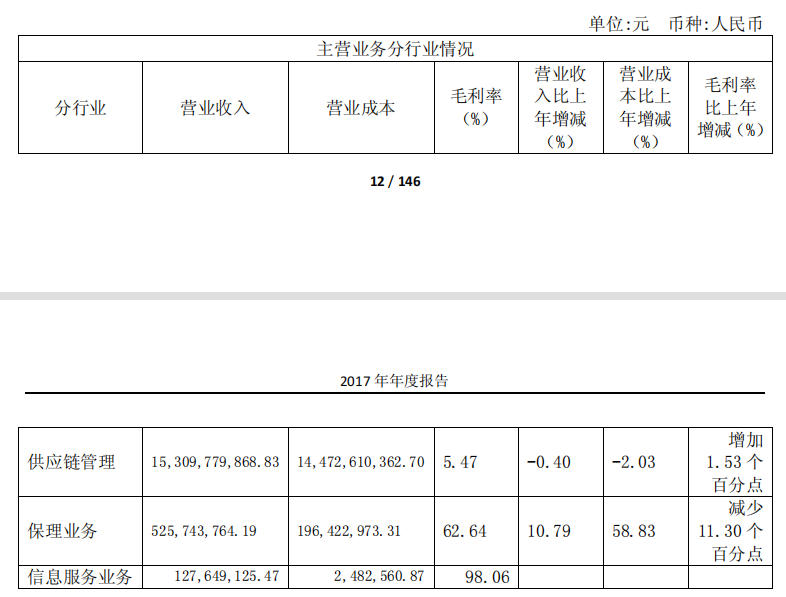 单位:元 币种:人民币
主营业务分行业情况
分行业 营业收入 营业成本 毛利率(%) 营业收入比上年增减(%) 营业成本比上年增减(%) 毛利率比上年增减(%)
12 / 146
2017 年年度报告
供应链管理 15,309,779,868.83 14,472,610,362.70 5.47 -0.40 -2.03 增加1.53 个百分点
保理业务 525,743,764.19 196,422,973.31 62.64 10.79 58.83 减少11.30 个百分点
信息服务业务 127,649,125.47 2,482,560.87 98.06